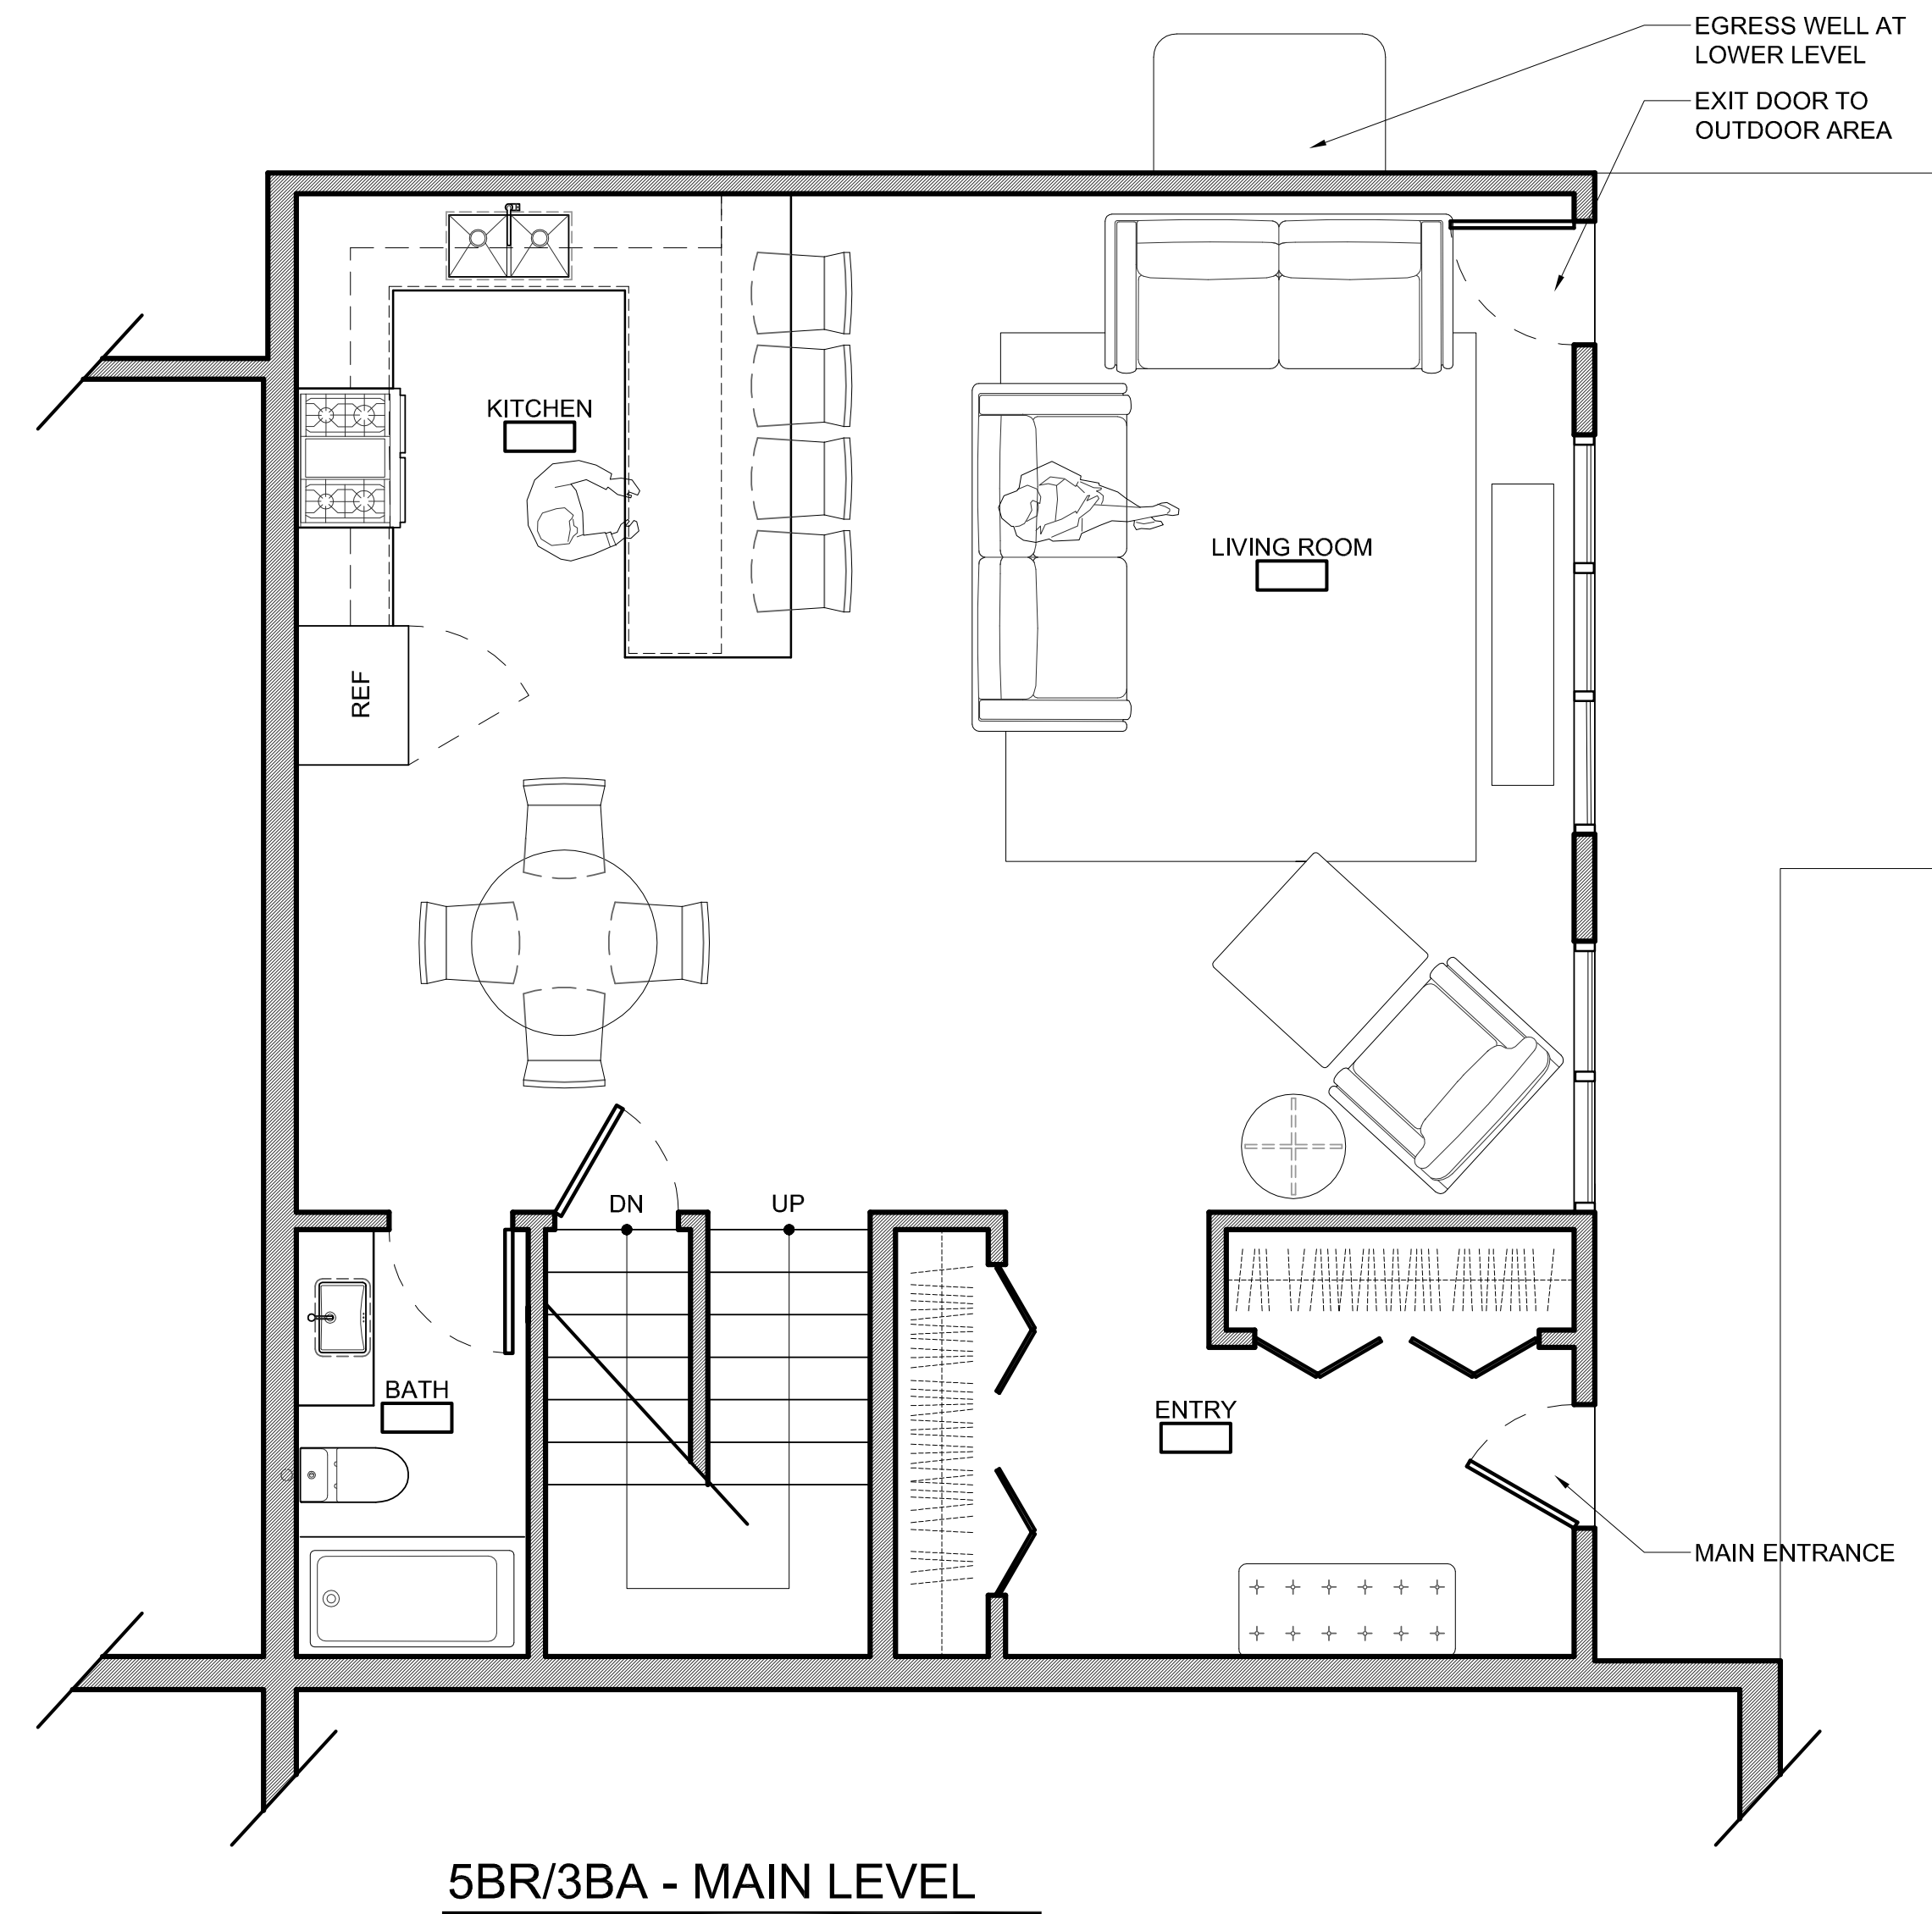 EGRESS WELL AT
LOWER LEVEL
EXIT DOOR TO
OUTDOOR AREA
KITCHEN
LIVING ROOM
REF
DN
UP
BATH
ENTRY
MAIN ENTRANCE
5BR/3BA - MAIN LEVEL